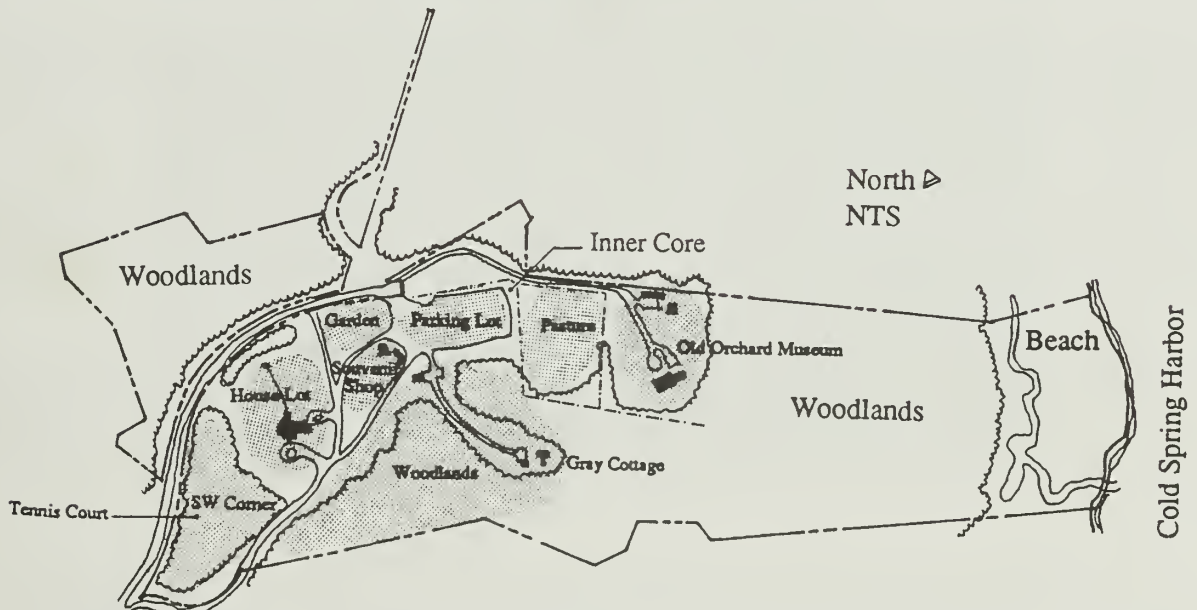 North
NTS
Inner Core
Woodlands
Garden
Parking Lot
Pasture
Beach
Old Orchard Museum
Souvenir
Shop
House Lot
Woodlands
Cold Spring Harbor
Woodlands
Gray Cottage
SW Corner
Tennis Court